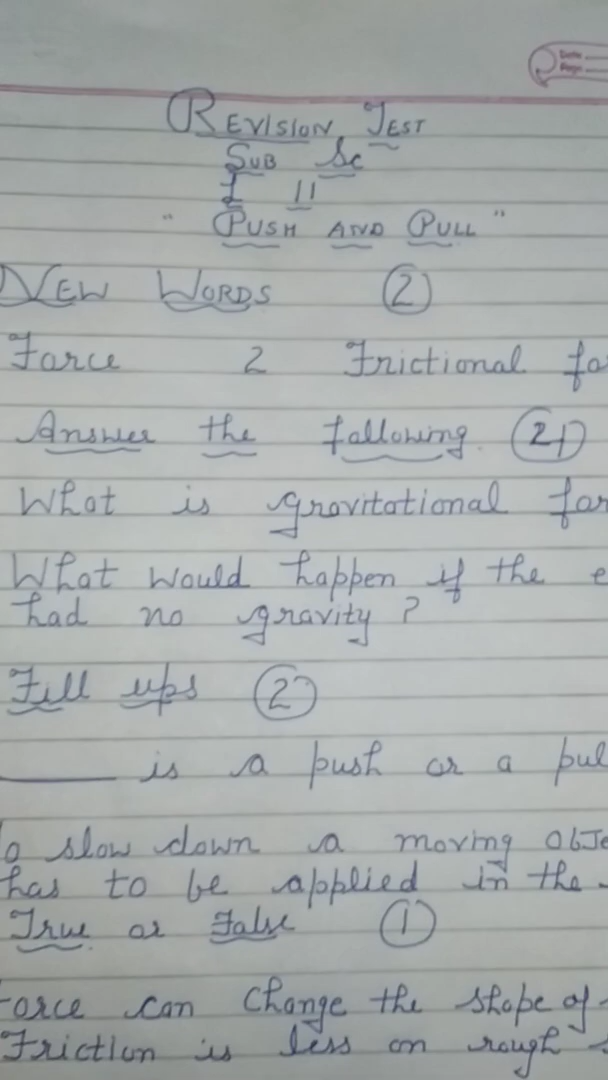 REVISION TEST
SUB Sc
L 11
"PUSH AND PULL"
NEW WORDS 2
Force 2 Frictional fo
Answer the following. 2+
What is gravitational for
What would happen if the e
had no gravity ?
Fill ups 2
______ is a push or a pul
o slow down a moving obje
has to be applied in the
True or False 1
orce can change the shape of
Friction is less on rough s